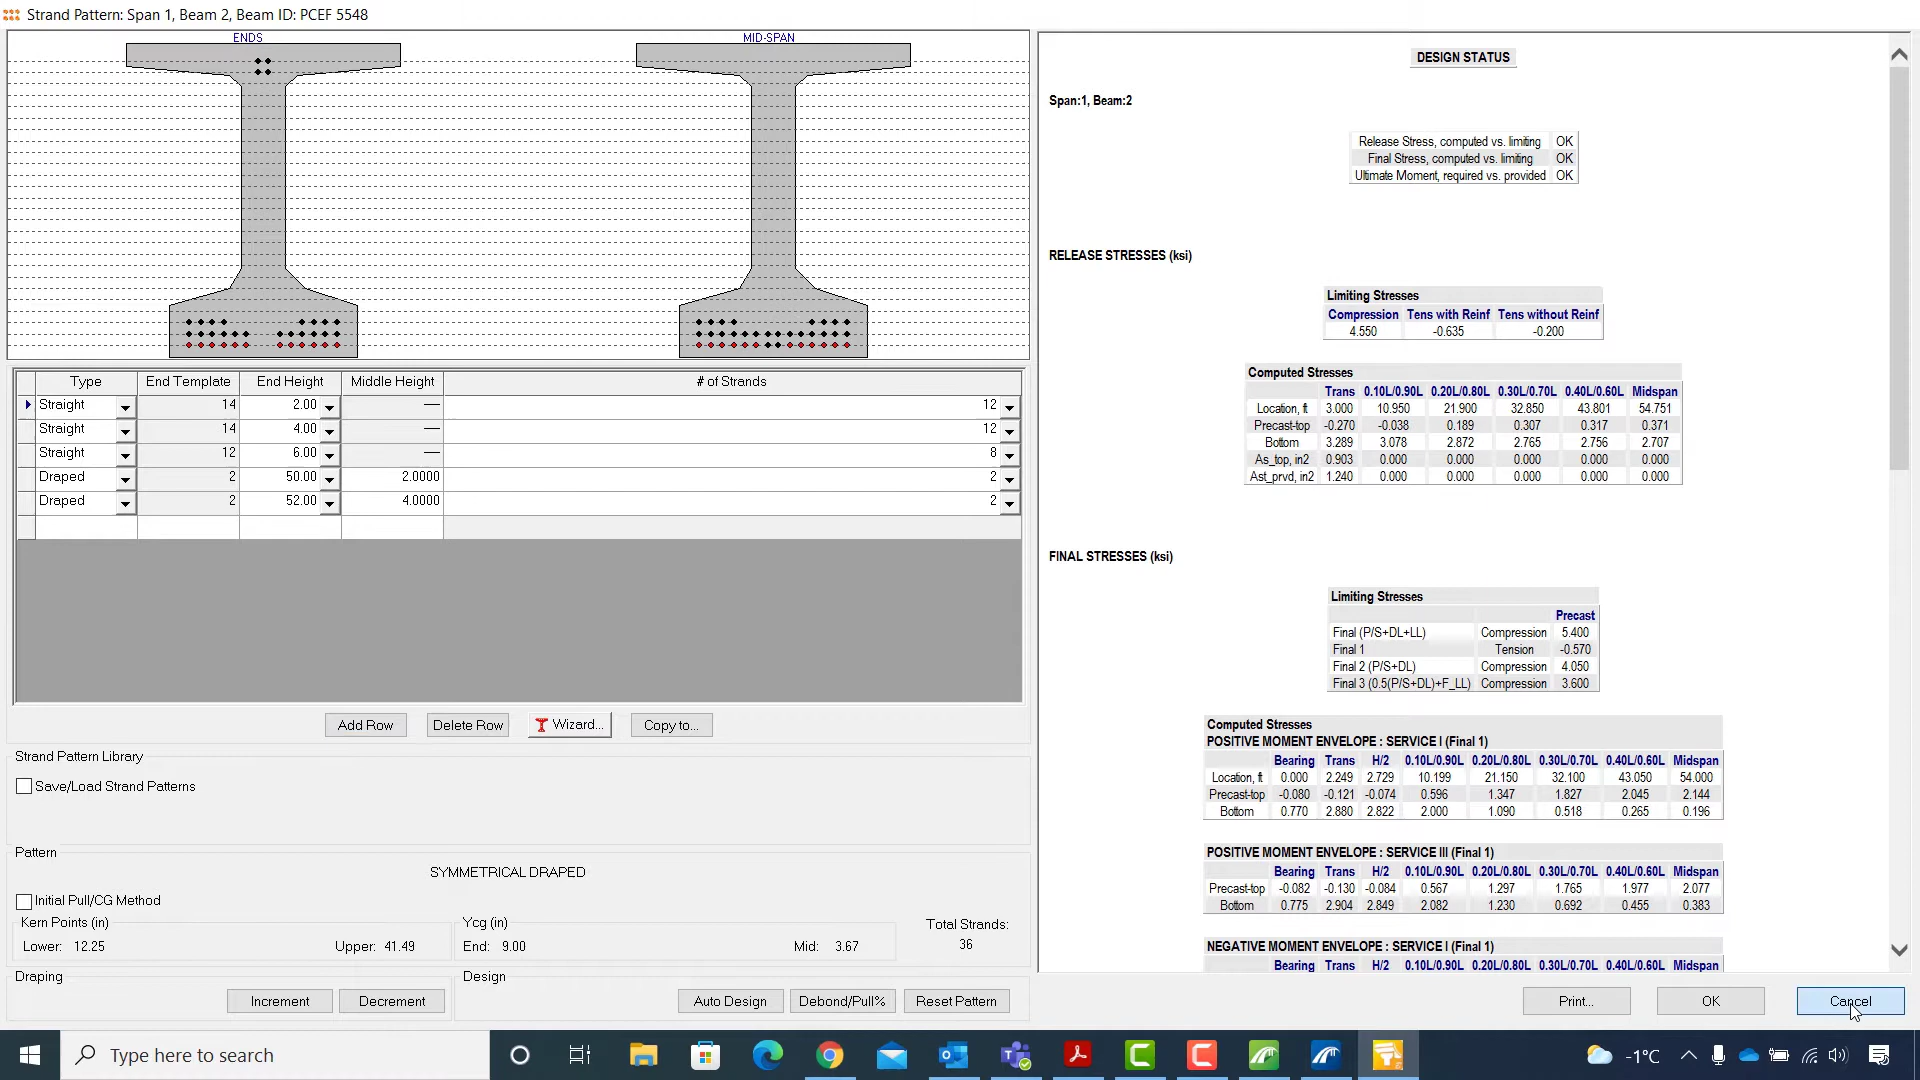 Strand Pattern: Span 1, Beam 2, Beam ID: PCEF 5548
ENDS
MID-SPAN
Type End Template End Height Middle Height # of Strands
Straight 14 2.00 — 12
Straight 14 4.00 — 12
Straight 12 6.00 — 8
Draped 2 50.00 2.0000 2
Draped 2 52.00 4.0000 2
Add Row Delete Row Wizard... Copy to...
Strand Pattern Library
Save/Load Strand Patterns
Pattern
SYMMETRICAL DRAPED
Initial Pull/CG Method
Kern Points (in)
Lower: 12.25 Upper: 41.49
Ycg (in)
End: 9.00 Mid: 3.67
Total Strands:
36
Draping
Increment Decrement
Design
Auto Design Debond/Pull% Reset Pattern
DESIGN STATUS
Span:1, Beam:2
Release Stress, computed vs. limiting OK
Final Stress, computed vs. limiting OK
Ultimate Moment, required vs. provided OK
RELEASE STRESSES (ksi)
Limiting Stresses
Compression Tens with Reinf Tens without Reinf
4.550 -0.635 -0.200
Computed Stresses
Trans 0.10L/0.90L 0.20L/0.80L 0.30L/0.70L 0.40L/0.60L Midspan
Location, ft 3.000 10.950 21.900 32.850 43.801 54.751
Precast-top -0.270 -0.038 0.189 0.307 0.317 0.371
Bottom 3.289 3.078 2.872 2.765 2.756 2.707
As_top, in2 0.903 0.000 0.000 0.000 0.000 0.000
Ast_prvd, in2 1.240 0.000 0.000 0.000 0.000 0.000
FINAL STRESSES (ksi)
Limiting Stresses
Precast
Final (P/S+DL+LL) Compression 5.400
Final 1 Tension -0.570
Final 2 (P/S+DL) Compression 4.050
Final 3 (0.5(P/S+DL)+F_LL) Compression 3.600
Computed Stresses
POSITIVE MOMENT ENVELOPE : SERVICE I (Final 1)
Bearing Trans H/2 0.10L/0.90L 0.20L/0.80L 0.30L/0.70L 0.40L/0.60L Midspan
Location, ft 0.000 2.249 2.729 10.199 21.150 32.100 43.050 54.000
Precast-top -0.080 -0.121 -0.074 0.596 1.347 1.827 2.045 2.144
Bottom 0.770 2.880 2.822 2.000 1.090 0.518 0.265 0.196
POSITIVE MOMENT ENVELOPE : SERVICE III (Final 1)
Bearing Trans H/2 0.10L/0.90L 0.20L/0.80L 0.30L/0.70L 0.40L/0.60L Midspan
Precast-top -0.082 -0.130 -0.084 0.567 1.297 1.765 1.977 2.077
Bottom 0.775 2.904 2.849 2.082 1.230 0.692 0.455 0.383
NEGATIVE MOMENT ENVELOPE : SERVICE I (Final 1)
Bearing Trans H/2 0.10L/0.90L 0.20L/0.80L 0.30L/0.70L 0.40L/0.60L Midspan
Print... OK Cancel
Type here to search
-1°C